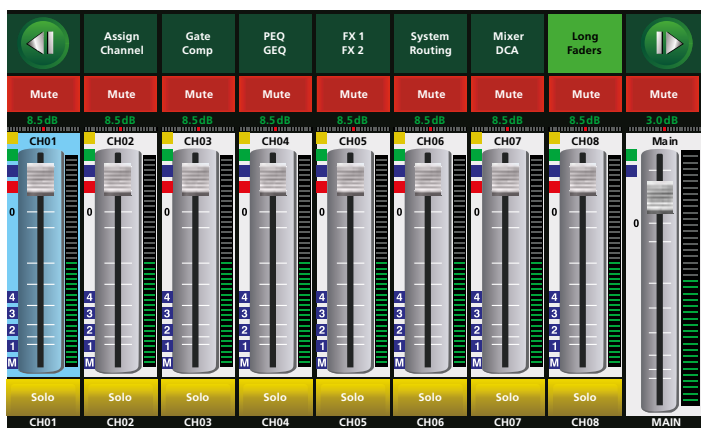 Assign Channel
Gate Comp
PEQ GEQ
FX 1 FX 2
System Routing
Mixer DCA
Long Faders
Mute Mute Mute Mute Mute Mute Mute Mute Mute
8.5dB 8.5dB 8.5dB 8.5dB 8.5dB 8.5dB 8.5dB 8.5dB 3.0dB
CH01 CH02 CH03 CH04 CH05 CH06 CH07 CH08 Main
0 0 0 0 0 0 0 0 0
4 4 4 4 4 4 4 4
3 3 3 3 3 3 3 3
2 2 2 2 2 2 2 2
1 1 1 1 1 1 1 1
M M M M M M M M
Solo Solo Solo Solo Solo Solo Solo Solo
CH01 CH02 CH03 CH04 CH05 CH06 CH07 CH08 MAIN